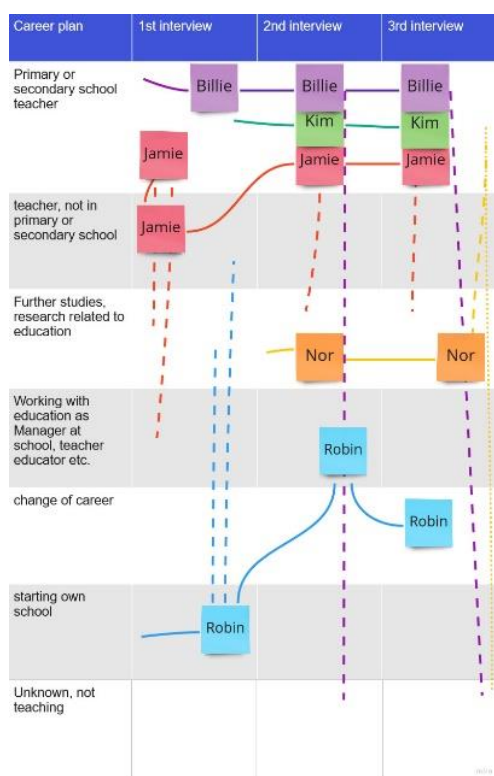 Career plan 1st interview 2nd interview 3rd interview
Primary or
secondary school
teacher
Billie Billie Billie
Kim Kim
Jamie Jamie Jamie
teacher, not in
primary or
secondary school
Jamie
Further studies,
research related to
education
Nor Nor
Working with
education as
Manager at
school, teacher
educator etc.
Robin
change of career
Robin
starting own
school
Robin
Unknown, not
teaching
miro